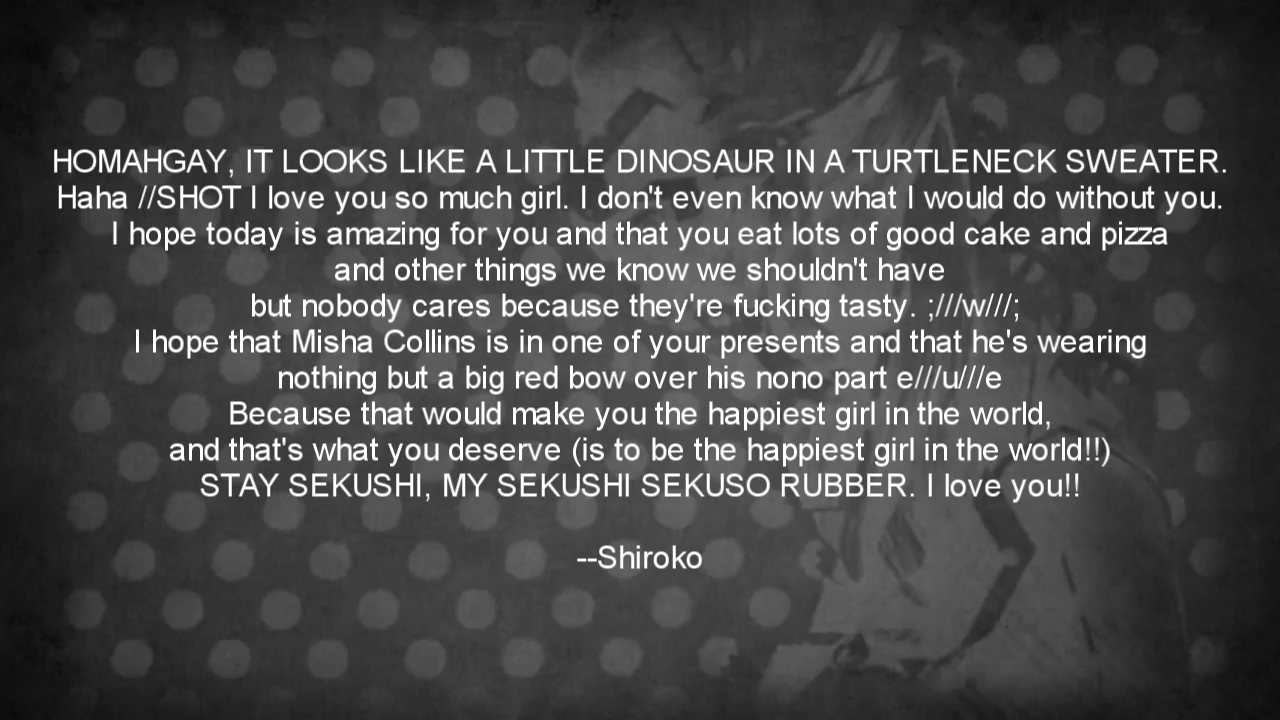 HOMAHGAY, IT LOOKS LIKE A LITTLE DINOSAUR IN A TURTLENECK SWEATER.
Haha //SHOT I love you so much girl. I don't even know what I would do without you.
I hope today is amazing for you and that you eat lots of good cake and pizza
and other things we know we shouldn't have
but nobody cares because they're fucking tasty. ;///w///;
I hope that Misha Collins is in one of your presents and that he's wearing
nothing but a big red bow over his nono part e///u///e
Because that would make you the happiest girl in the world,
and that's what you deserve (is to be the happiest girl in the world!!)
STAY SEKUSHI, MY SEKUSHI SEKUSO RUBBER. I love you!!
--Shiroko